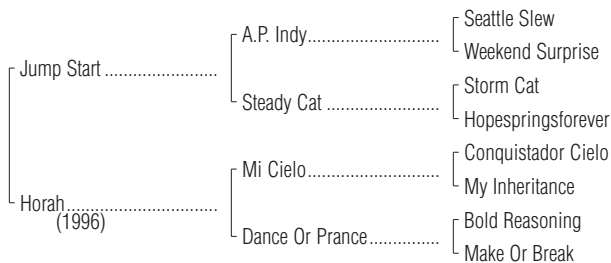 Seattle Slew
A.P. Indy
Weekend Surprise
Jump Start
Storm Cat
Steady Cat
Hopespringsforever
Conquistador Cielo
Mi Cielo
My Inheritance
Horah
(1996)
Bold Reasoning
Dance Or Prance
Make Or Break